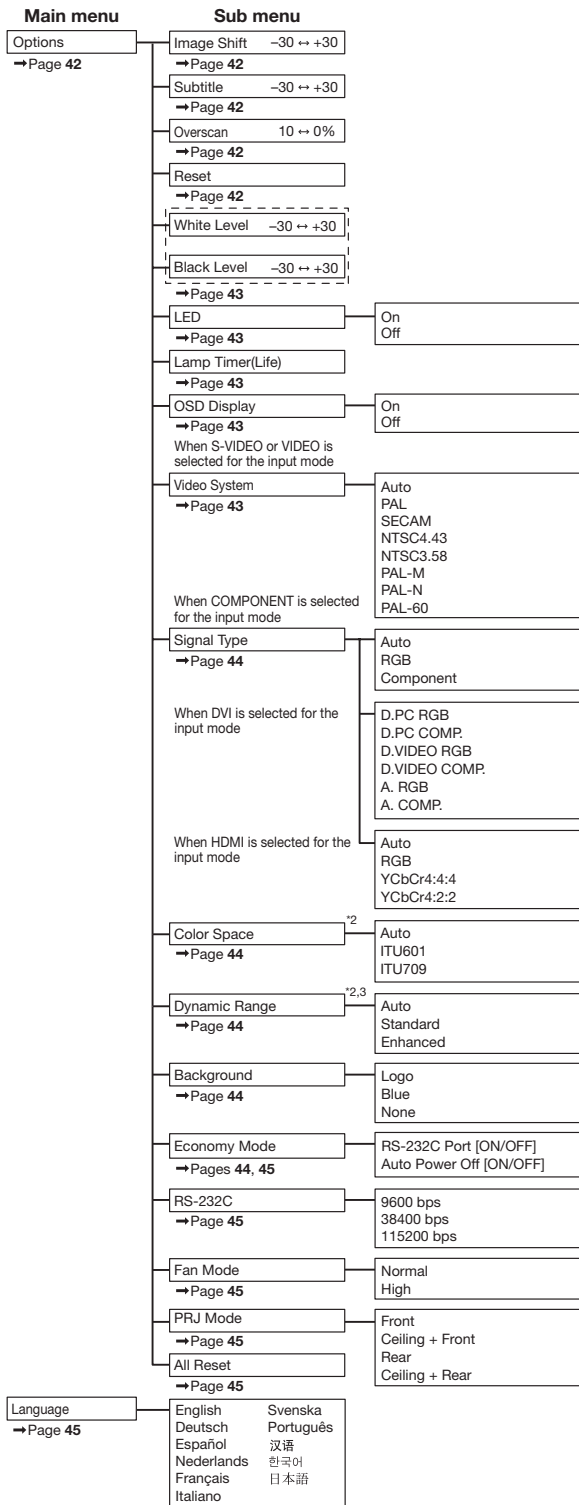 Main menu
Sub menu
Options
➞Page 42
Image Shift –30 ↔ +30
➞Page 42
Subtitle –30 ↔ +30
➞Page 42
Overscan 10 ↔ 0%
➞Page 42
Reset
➞Page 42
White Level –30 ↔ +30
Black Level –30 ↔ +30
➞Page 43
LED
➞Page 43
On
Off
Lamp Timer(Life)
➞Page 43
OSD Display
➞Page 43
On
Off
When S-VIDEO or VIDEO is
selected for the input mode
Video System
➞Page 43
Auto
PAL
SECAM
NTSC4.43
NTSC3.58
PAL-M
PAL-N
PAL-60
When COMPONENT is selected
for the input mode
Signal Type
➞Page 44
Auto
RGB
Component
When DVI is selected for the
input mode
D.PC RGB
D.PC COMP.
D.VIDEO RGB
D.VIDEO COMP.
A. RGB
A. COMP.
When HDMI is selected for the
input mode
Auto
RGB
YCbCr4:4:4
YCbCr4:2:2
Color Space *2
➞Page 44
Auto
ITU601
ITU709
Dynamic Range *2,3
➞Page 44
Auto
Standard
Enhanced
Background
➞Page 44
Logo
Blue
None
Economy Mode
➞Pages 44, 45
RS-232C Port [ON/OFF]
Auto Power Off [ON/OFF]
RS-232C
➞Page 45
9600 bps
38400 bps
115200 bps
Fan Mode
➞Page 45
Normal
High
PRJ Mode
➞Page 45
Front
Ceiling + Front
Rear
Ceiling + Rear
All Reset
➞Page 45
Language
➞Page 45
English Svenska
Deutsch Português
Español 汉语
Nederlands 한국어
Français 日本語
Italiano